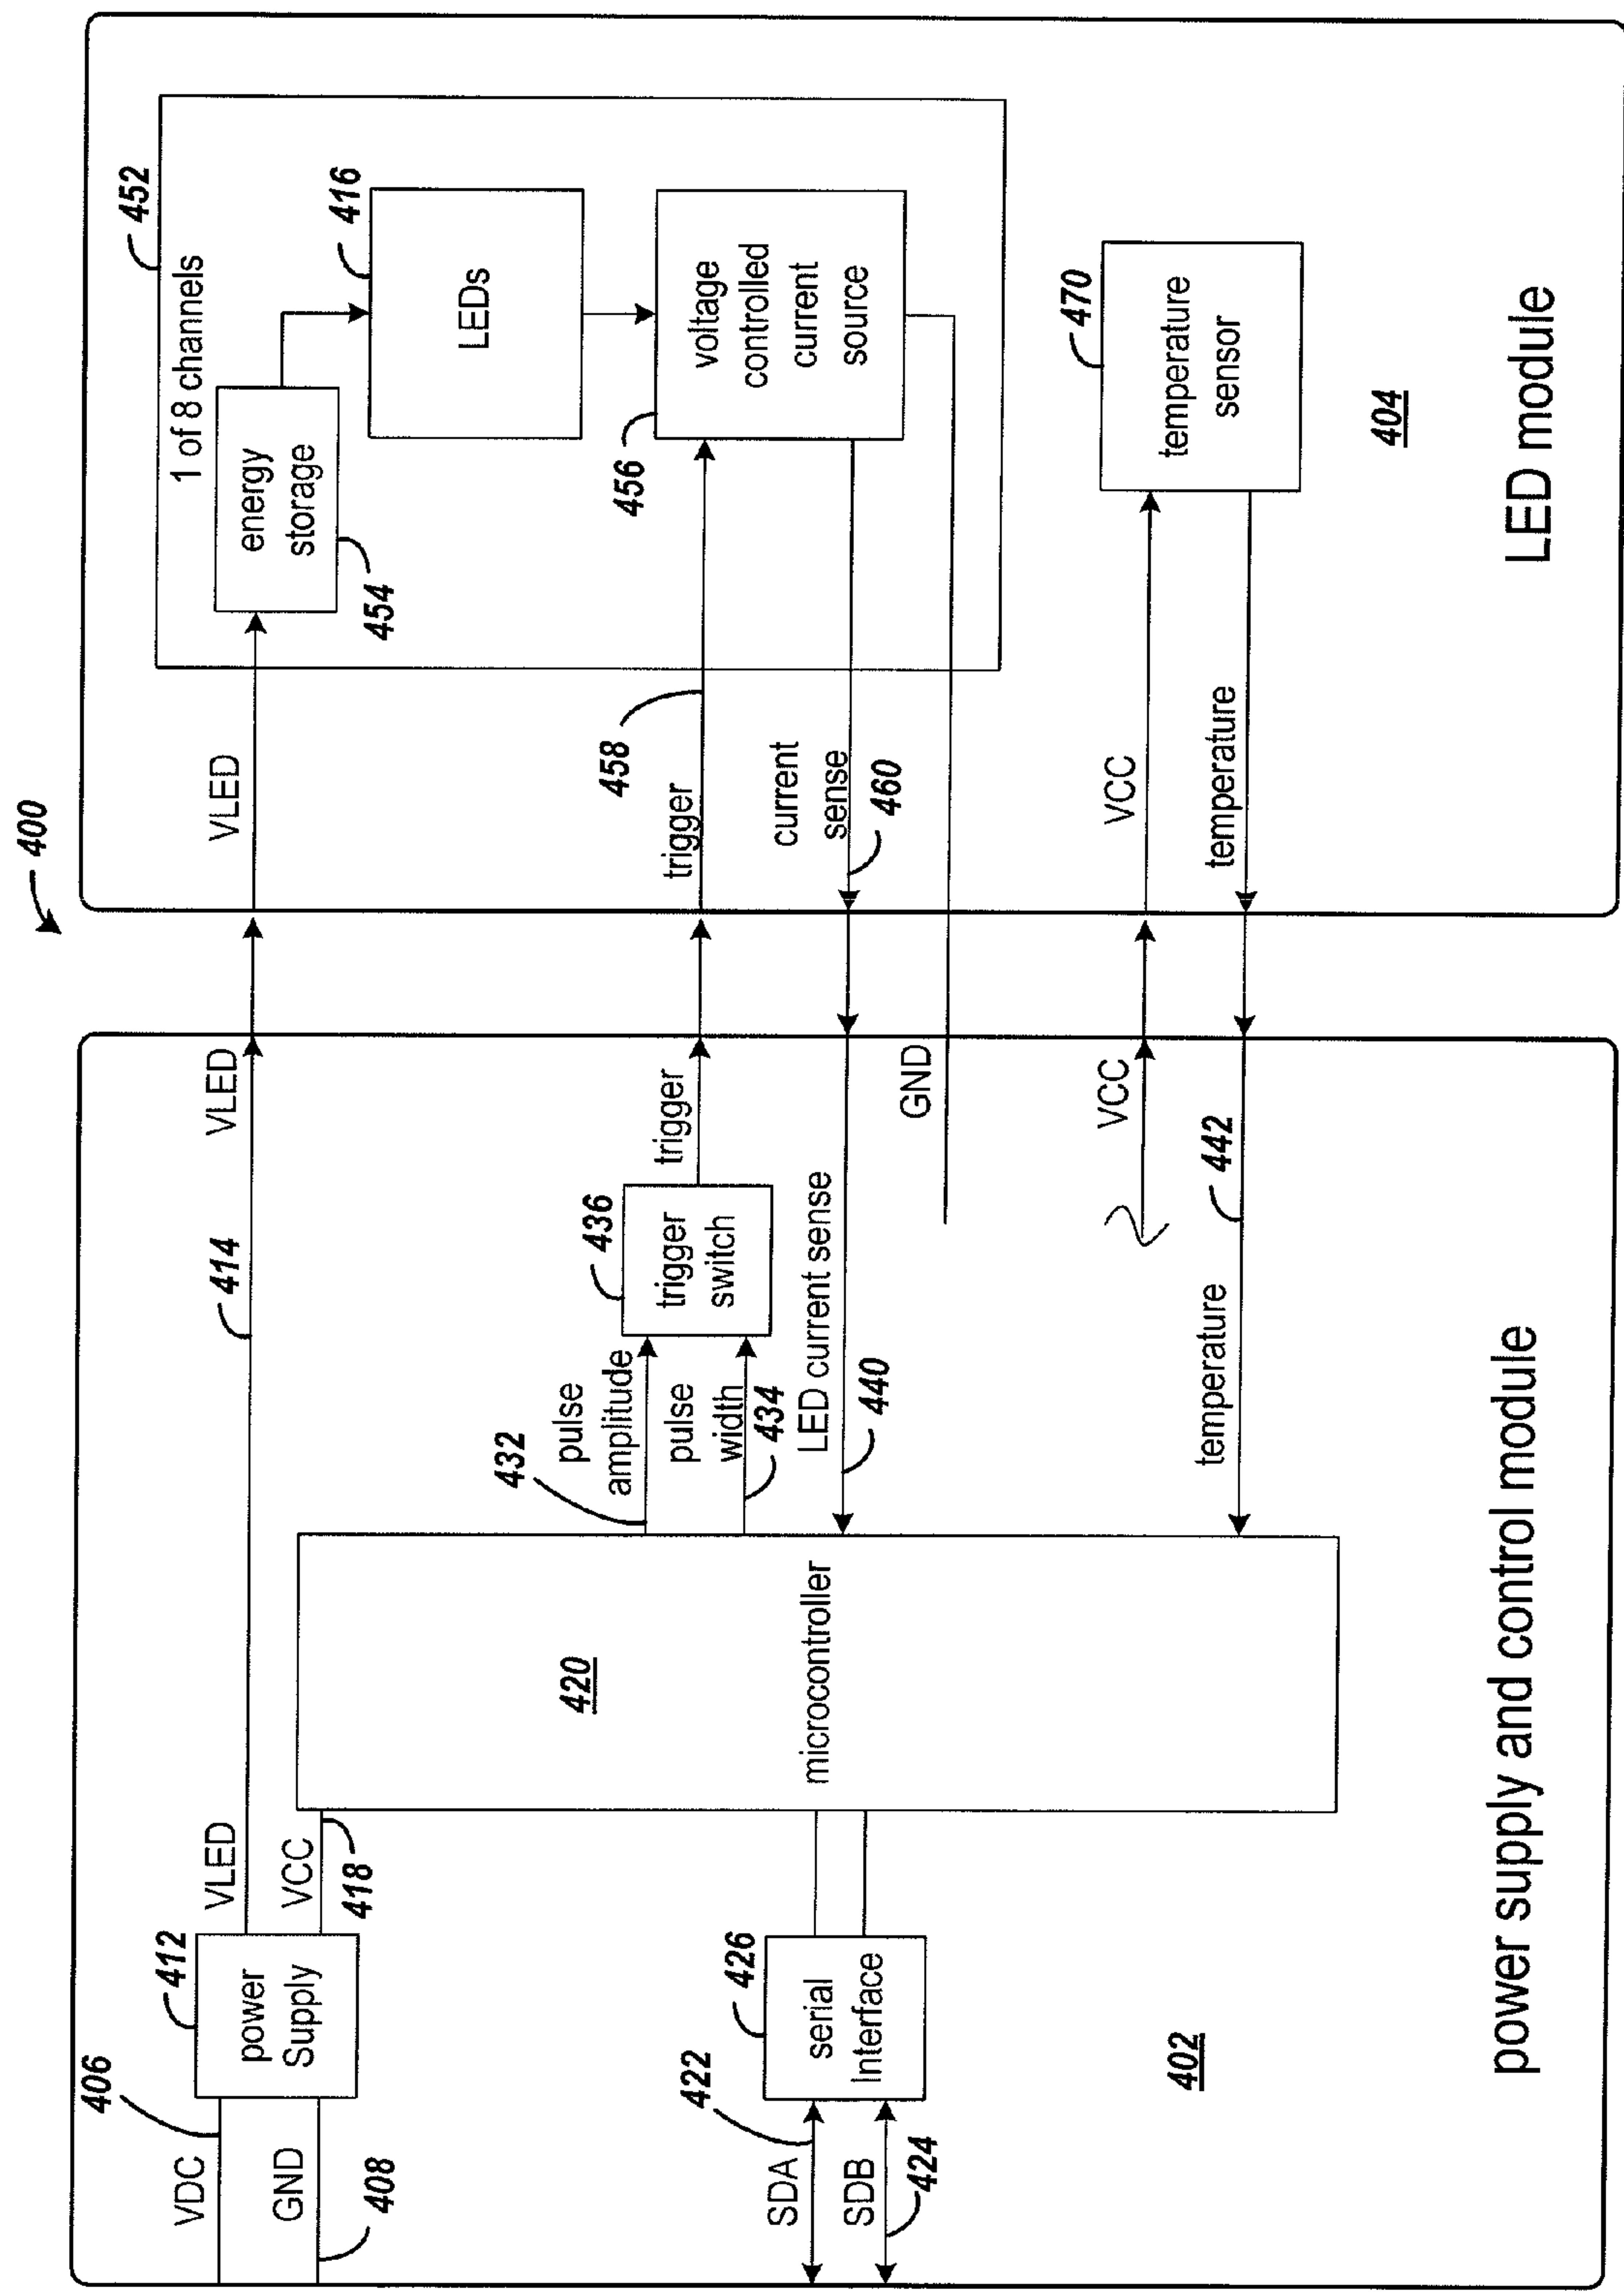 400
452
1 of 8 channels
416
LEDs
energy
storage
454
VLED
voltage
controlled
current
source
456
458
trigger
current
sense
460
470
temperature
sensor
VCC
temperature
404
LED module
VLED
414
VLED
trigger
436
trigger
switch
pulse
amplitude
432
pulse
width
434
LED current sense
440
GND
VCC
442
temperature
420
microcontroller
VLED
VCC
418
412
power
Supply
406
VDC
GND
408
426
serial
Interface
422
SDA
SDB
424
402
power supply and control module